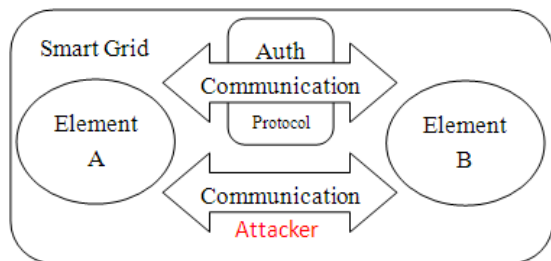 Smart Grid
Auth
Communication
Protocol
Element
A
Element
B
Communication
Attacker